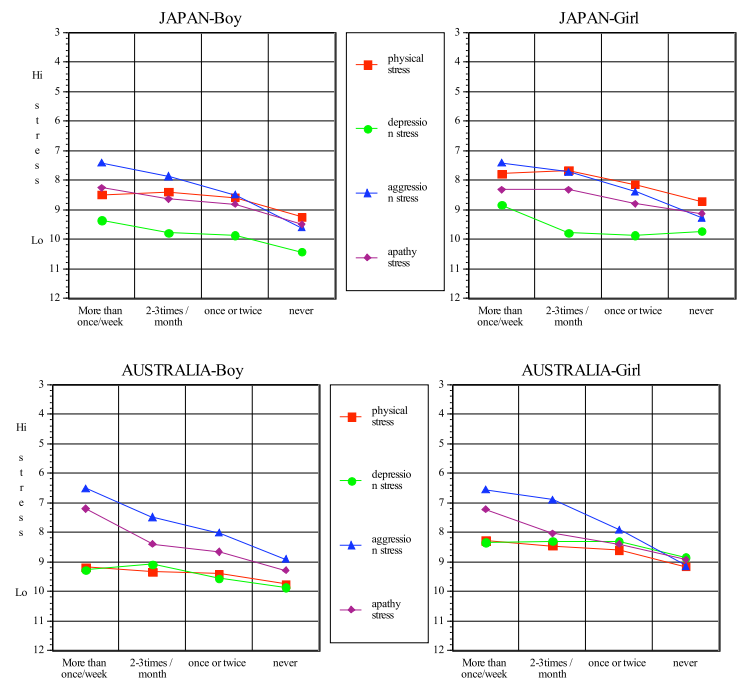 JAPAN-Boy
3
4
5
6
7
8
9
10
11
12
Hi
s
t
r
e
s
s
Lo
More than
once/week
2-3times /
month
once or twice
never
physical
stress
depressio
n stress
aggressio
n stress
apathy
stress
JAPAN-Girl
3
4
5
6
7
8
9
10
11
12
More than
once/week
2-3times /
month
once or twice
never
AUSTRALIA-Boy
3
4
5
6
7
8
9
10
11
12
Hi
s
t
r
e
s
s
Lo
More than
once/week
2-3times /
month
once or twice
never
physical
stress
depressio
n stress
aggressio
n stress
apathy
stress
AUSTRALIA-Girl
3
4
5
6
7
8
9
10
11
12
More than
once/week
2-3times /
month
once or twice
never